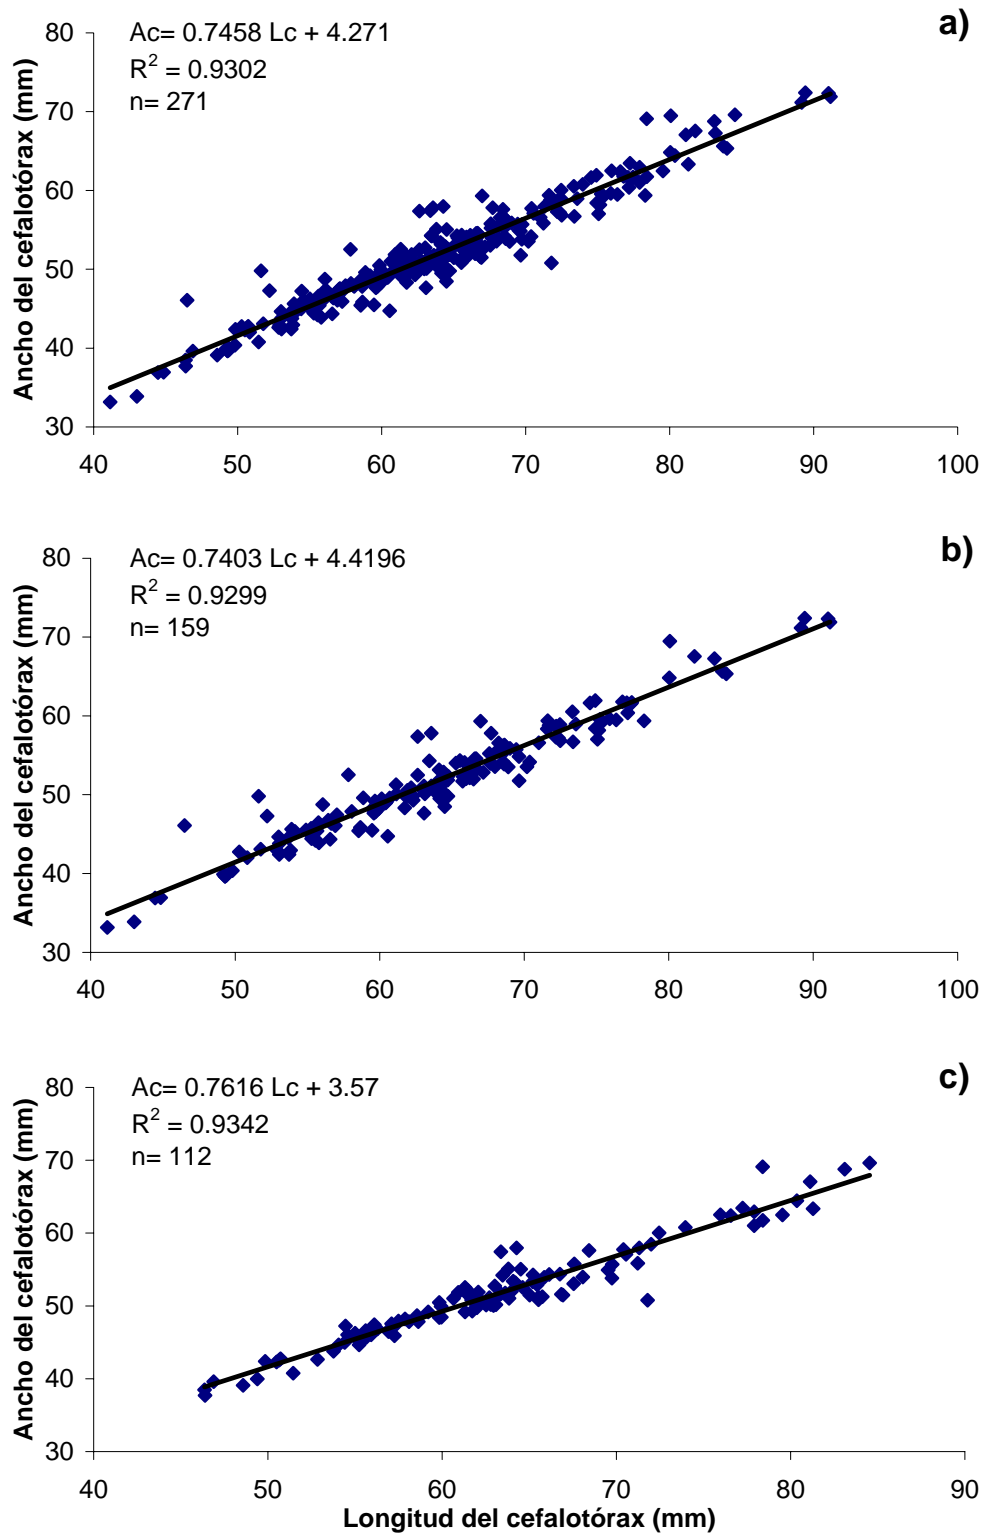 a)
Ac= 0.7458 Lc + 4.271
R² = 0.9302
n= 271
Ancho del cefalotórax (mm)
80
70
60
50
40
30
40 50 60 70 80 90 100
b)
Ac= 0.7403 Lc + 4.4196
R² = 0.9299
n= 159
Ancho del cefalotórax (mm)
80
70
60
50
40
30
40 50 60 70 80 90 100
c)
Ac= 0.7616 Lc + 3.57
R² = 0.9342
n= 112
Ancho del cefalotórax (mm)
80
70
60
50
40
30
40 50 60 70 80 90
Longitud del cefalotórax (mm)